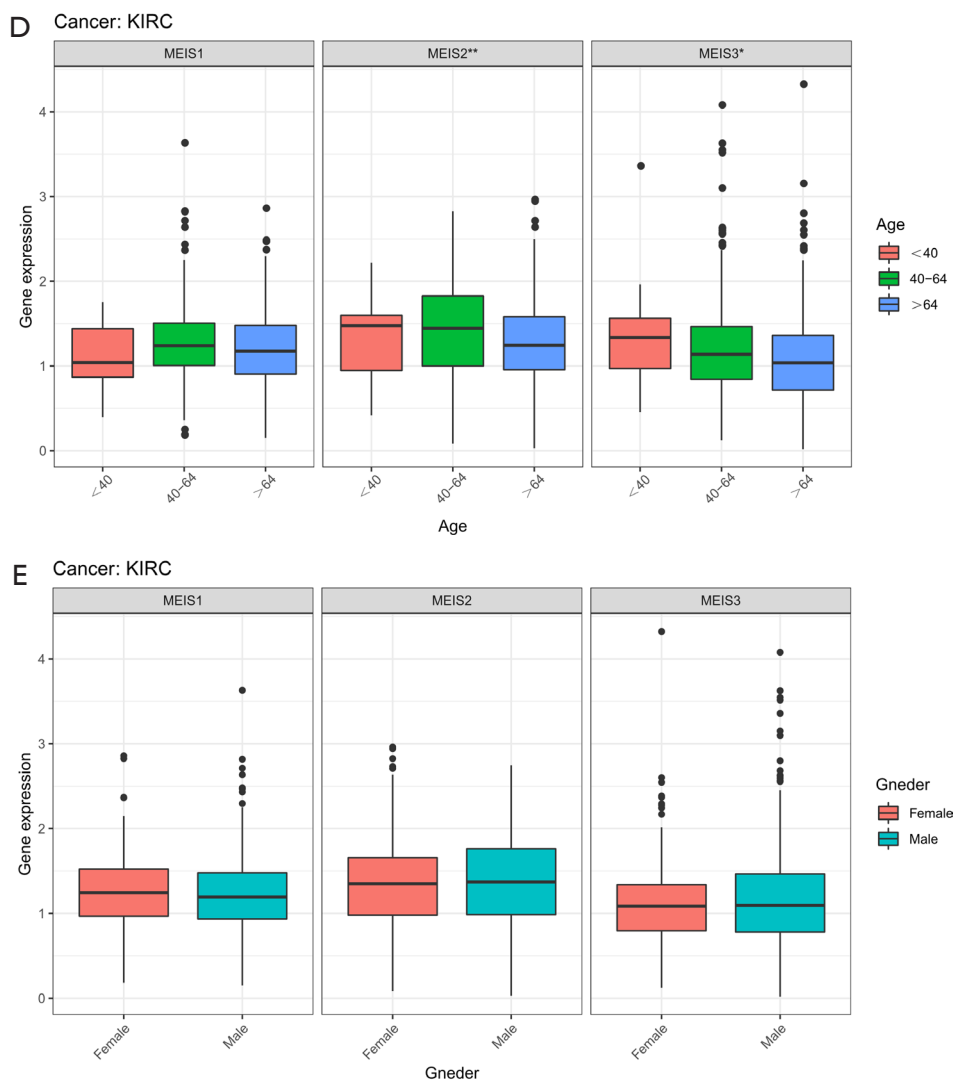 D
Cancer: KIRC
MEIS1
MEIS2**
MEIS3*
Gene expression
4
3
2
1
0
<40
40−64
>64
<40
40−64
>64
<40
40−64
>64
Age
Age
<40
40−64
>64
E
Cancer: KIRC
MEIS1
MEIS2
MEIS3
Gene expression
4
3
2
1
0
Female
Male
Female
Male
Female
Male
Gneder
Gneder
Female
Male